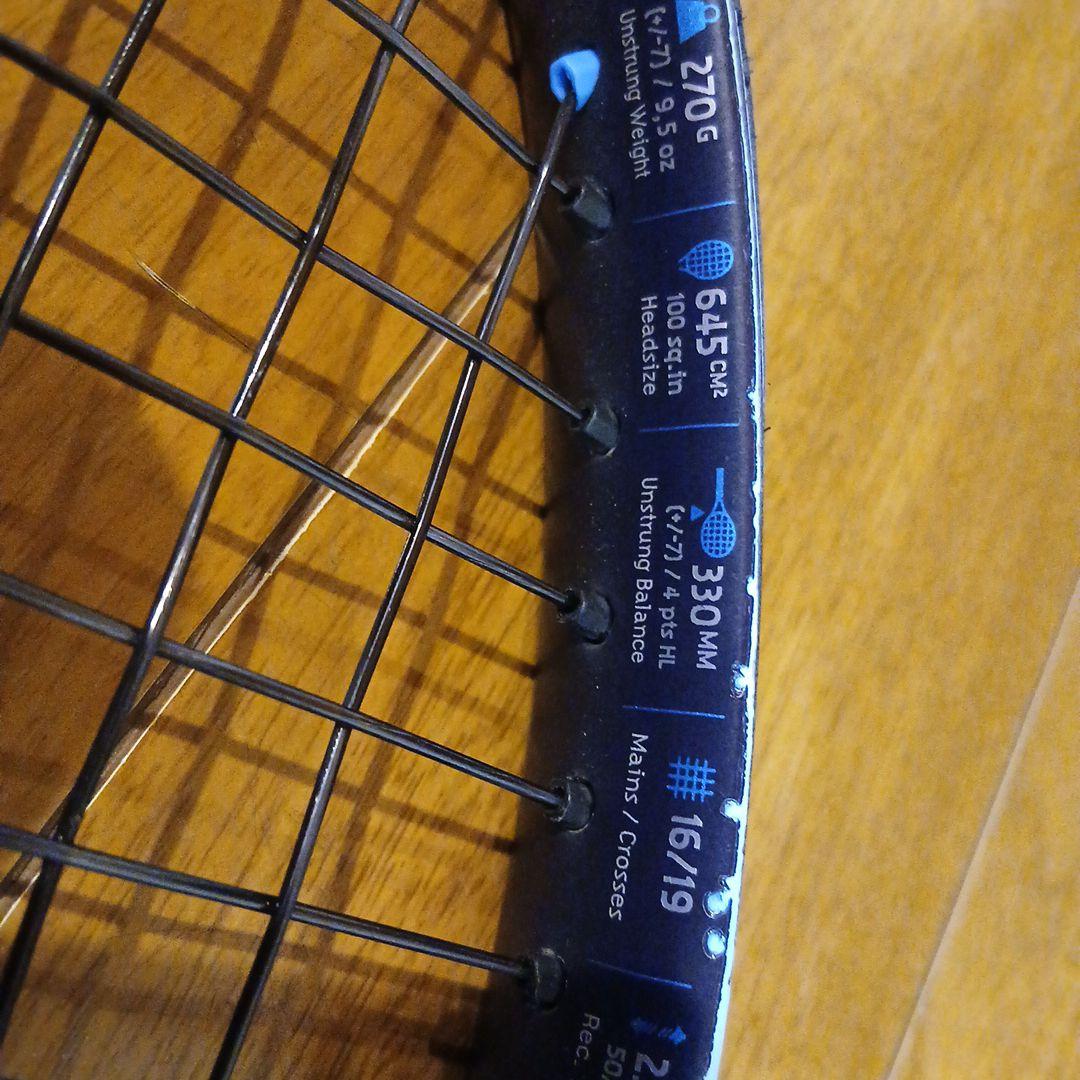 270G
(+/-7) / 9,5 oz
Unstrung Weight
645CM²
100 sq.in
Headsize
330MM
(+/-7) / 4 pts HL
Unstrung Balance
16/19
Mains / Crosses
Rec.